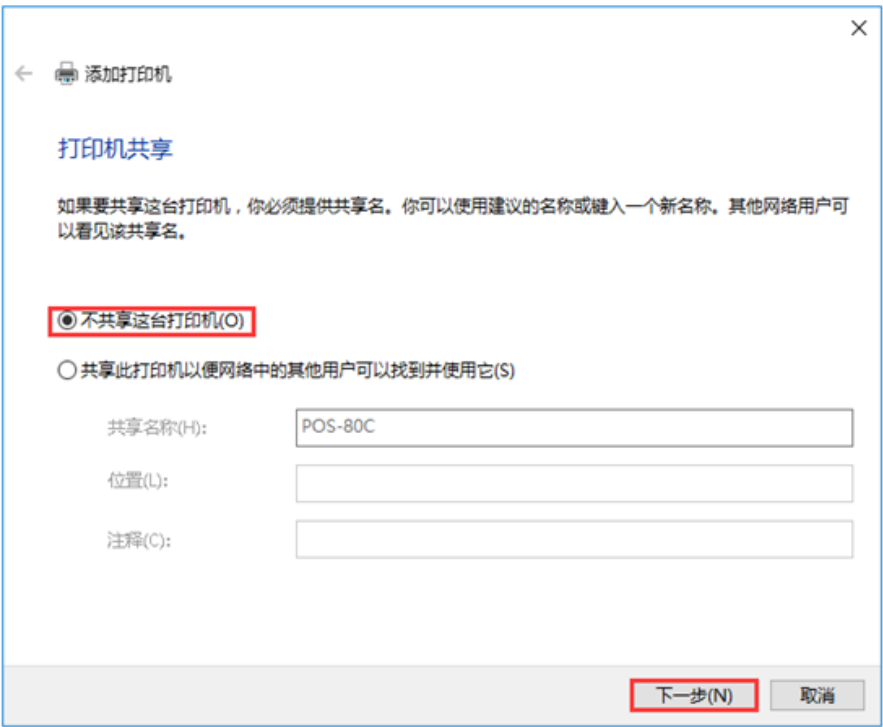 添加打印机
打印机共享
如果要共享这台打印机，你必须提供共享名。你可以使用建议的名称或键入一个新名称。其他网络用户可
以看见该共享名。
不共享这台打印机(O)
共享此打印机以便网络中的其他用户可以找到并使用它(S)
共享名称(H): POS-80C
位置(L):
注释(C):
下一步(N) 取消